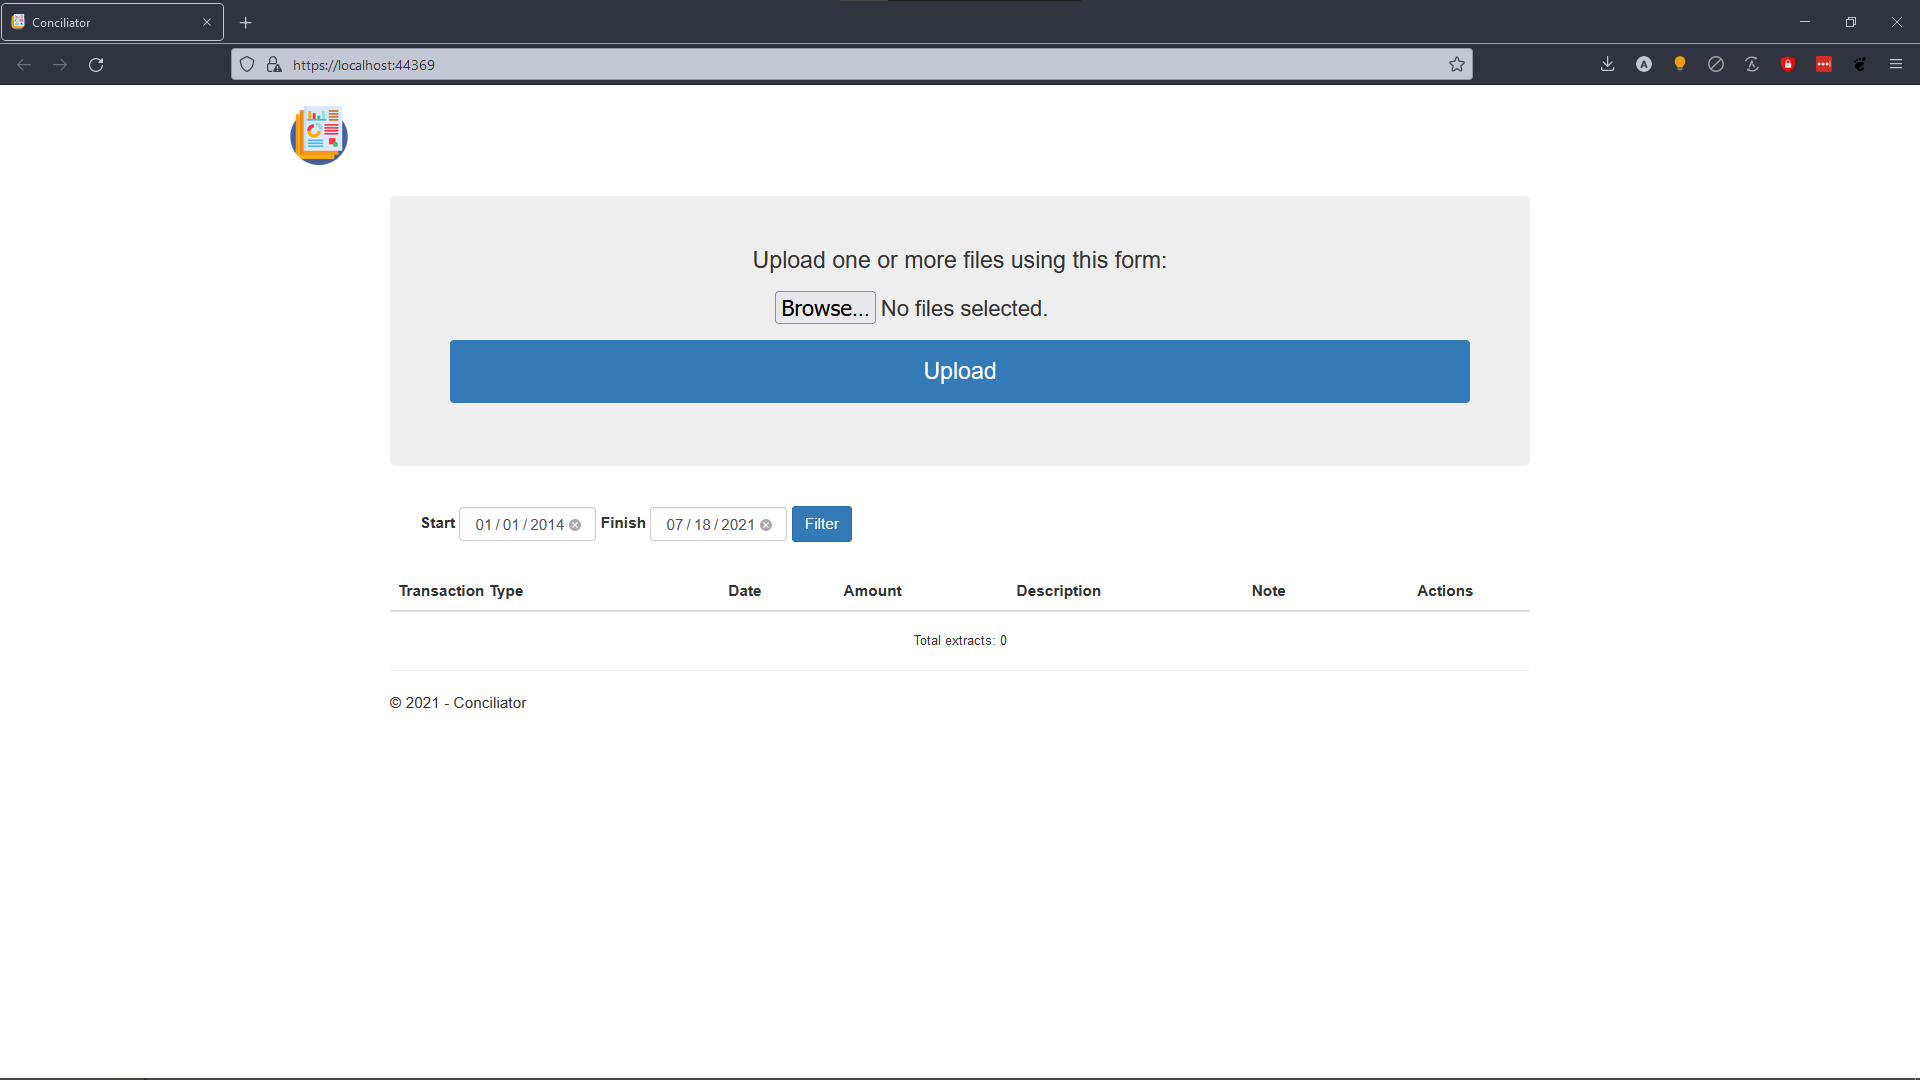 Conciliator
https://localhost:44369
Upload one or more files using this form:
Browse... No files selected.
Upload
Start 01 / 01 / 2014 Finish 07 / 18 / 2021 Filter
Transaction Type Date Amount Description Note Actions
Total extracts: 0
© 2021 - Conciliator